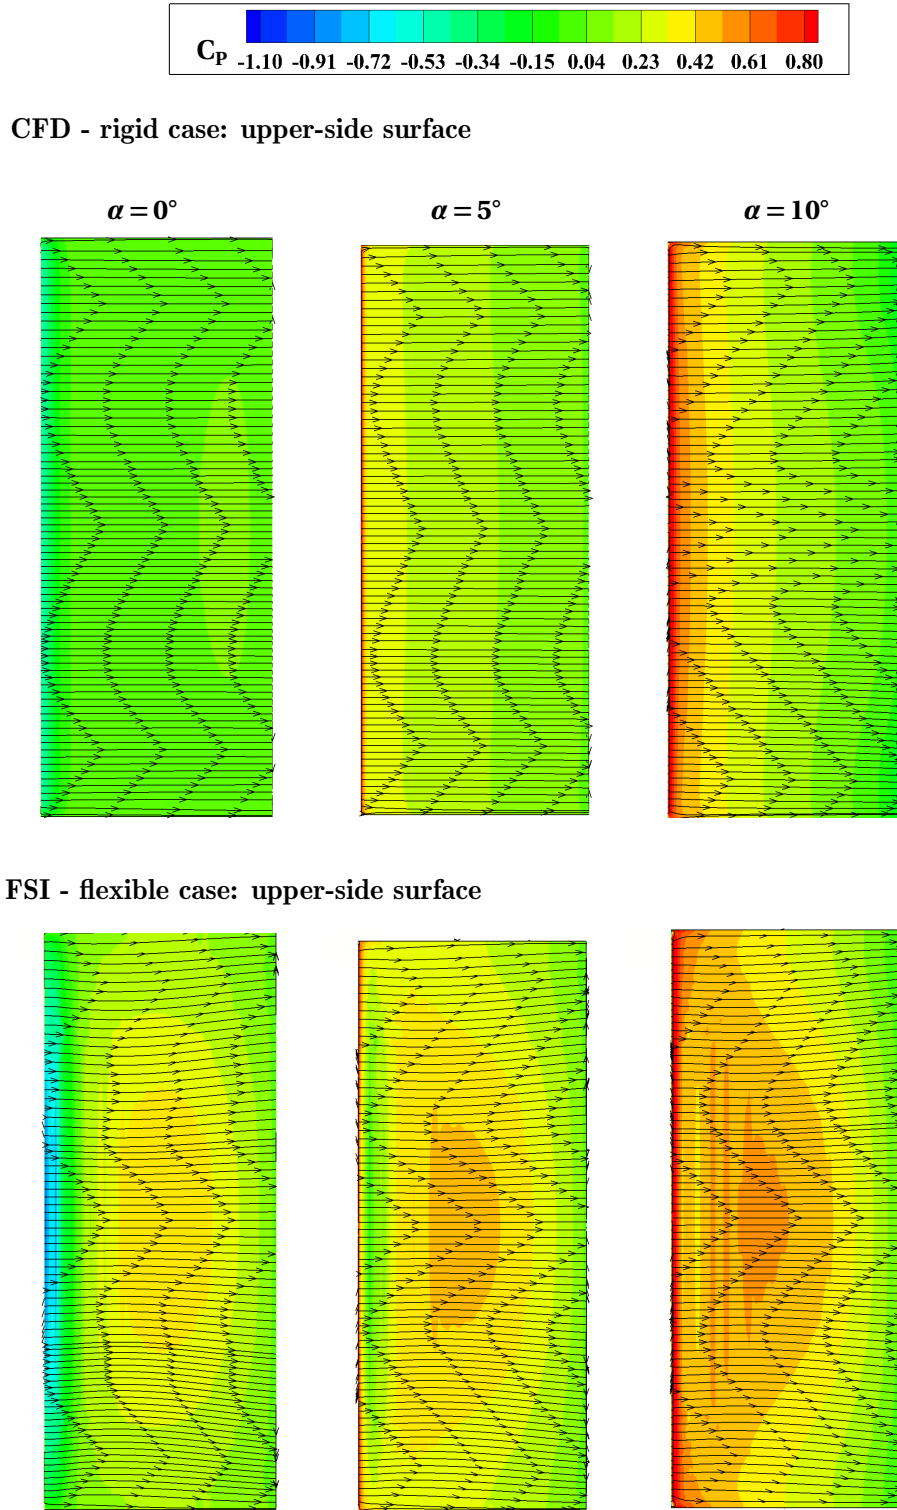 C_P -1.10 -0.91 -0.72 -0.53 -0.34 -0.15 0.04 0.23 0.42 0.61 0.80
CFD - rigid case: upper-side surface
α = 0° α = 5° α = 10°
FSI - flexible case: upper-side surface